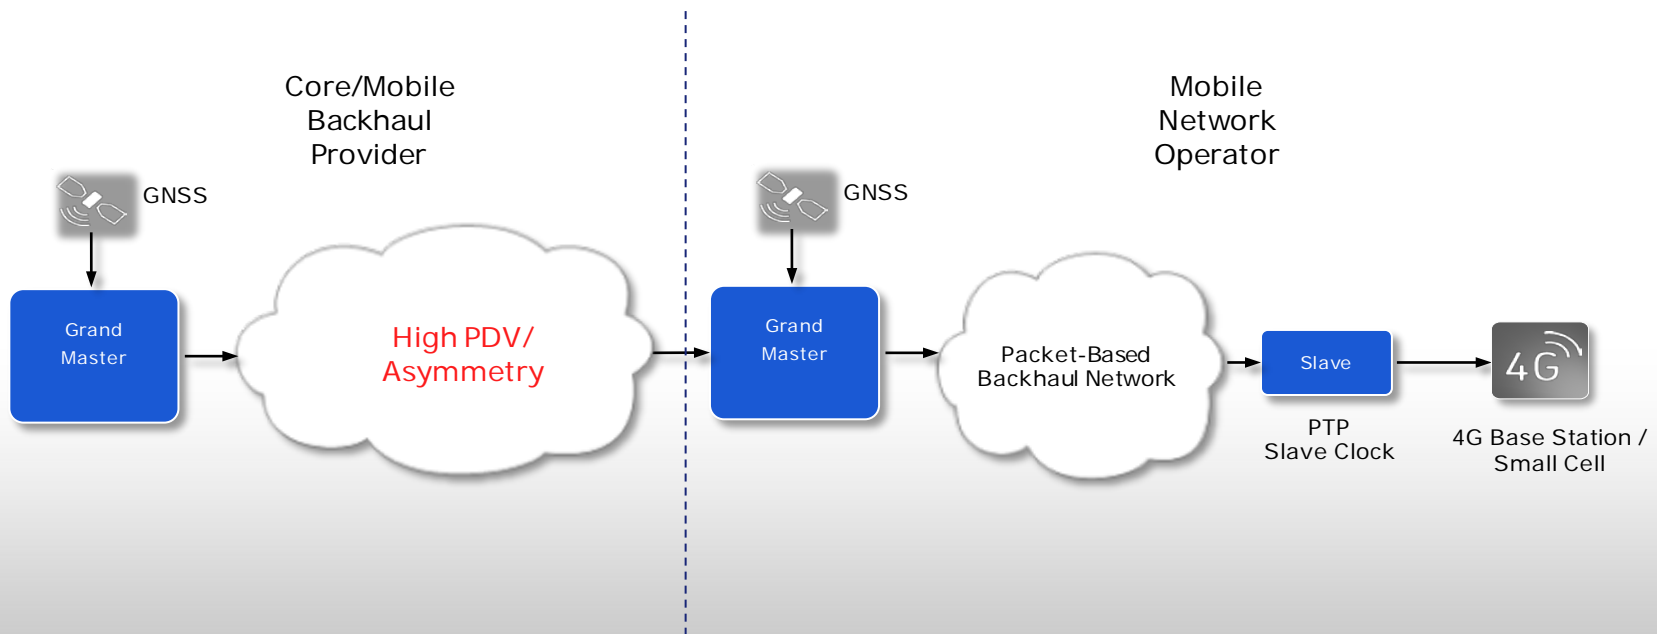 Core/Mobile
Backhaul
Provider
GNSS
Grand
Master
High PDV/
Asymmetry
Mobile
Network
Operator
GNSS
Grand
Master
Packet-Based
Backhaul Network
Slave
PTP
Slave Clock
4G
4G Base Station /
Small Cell